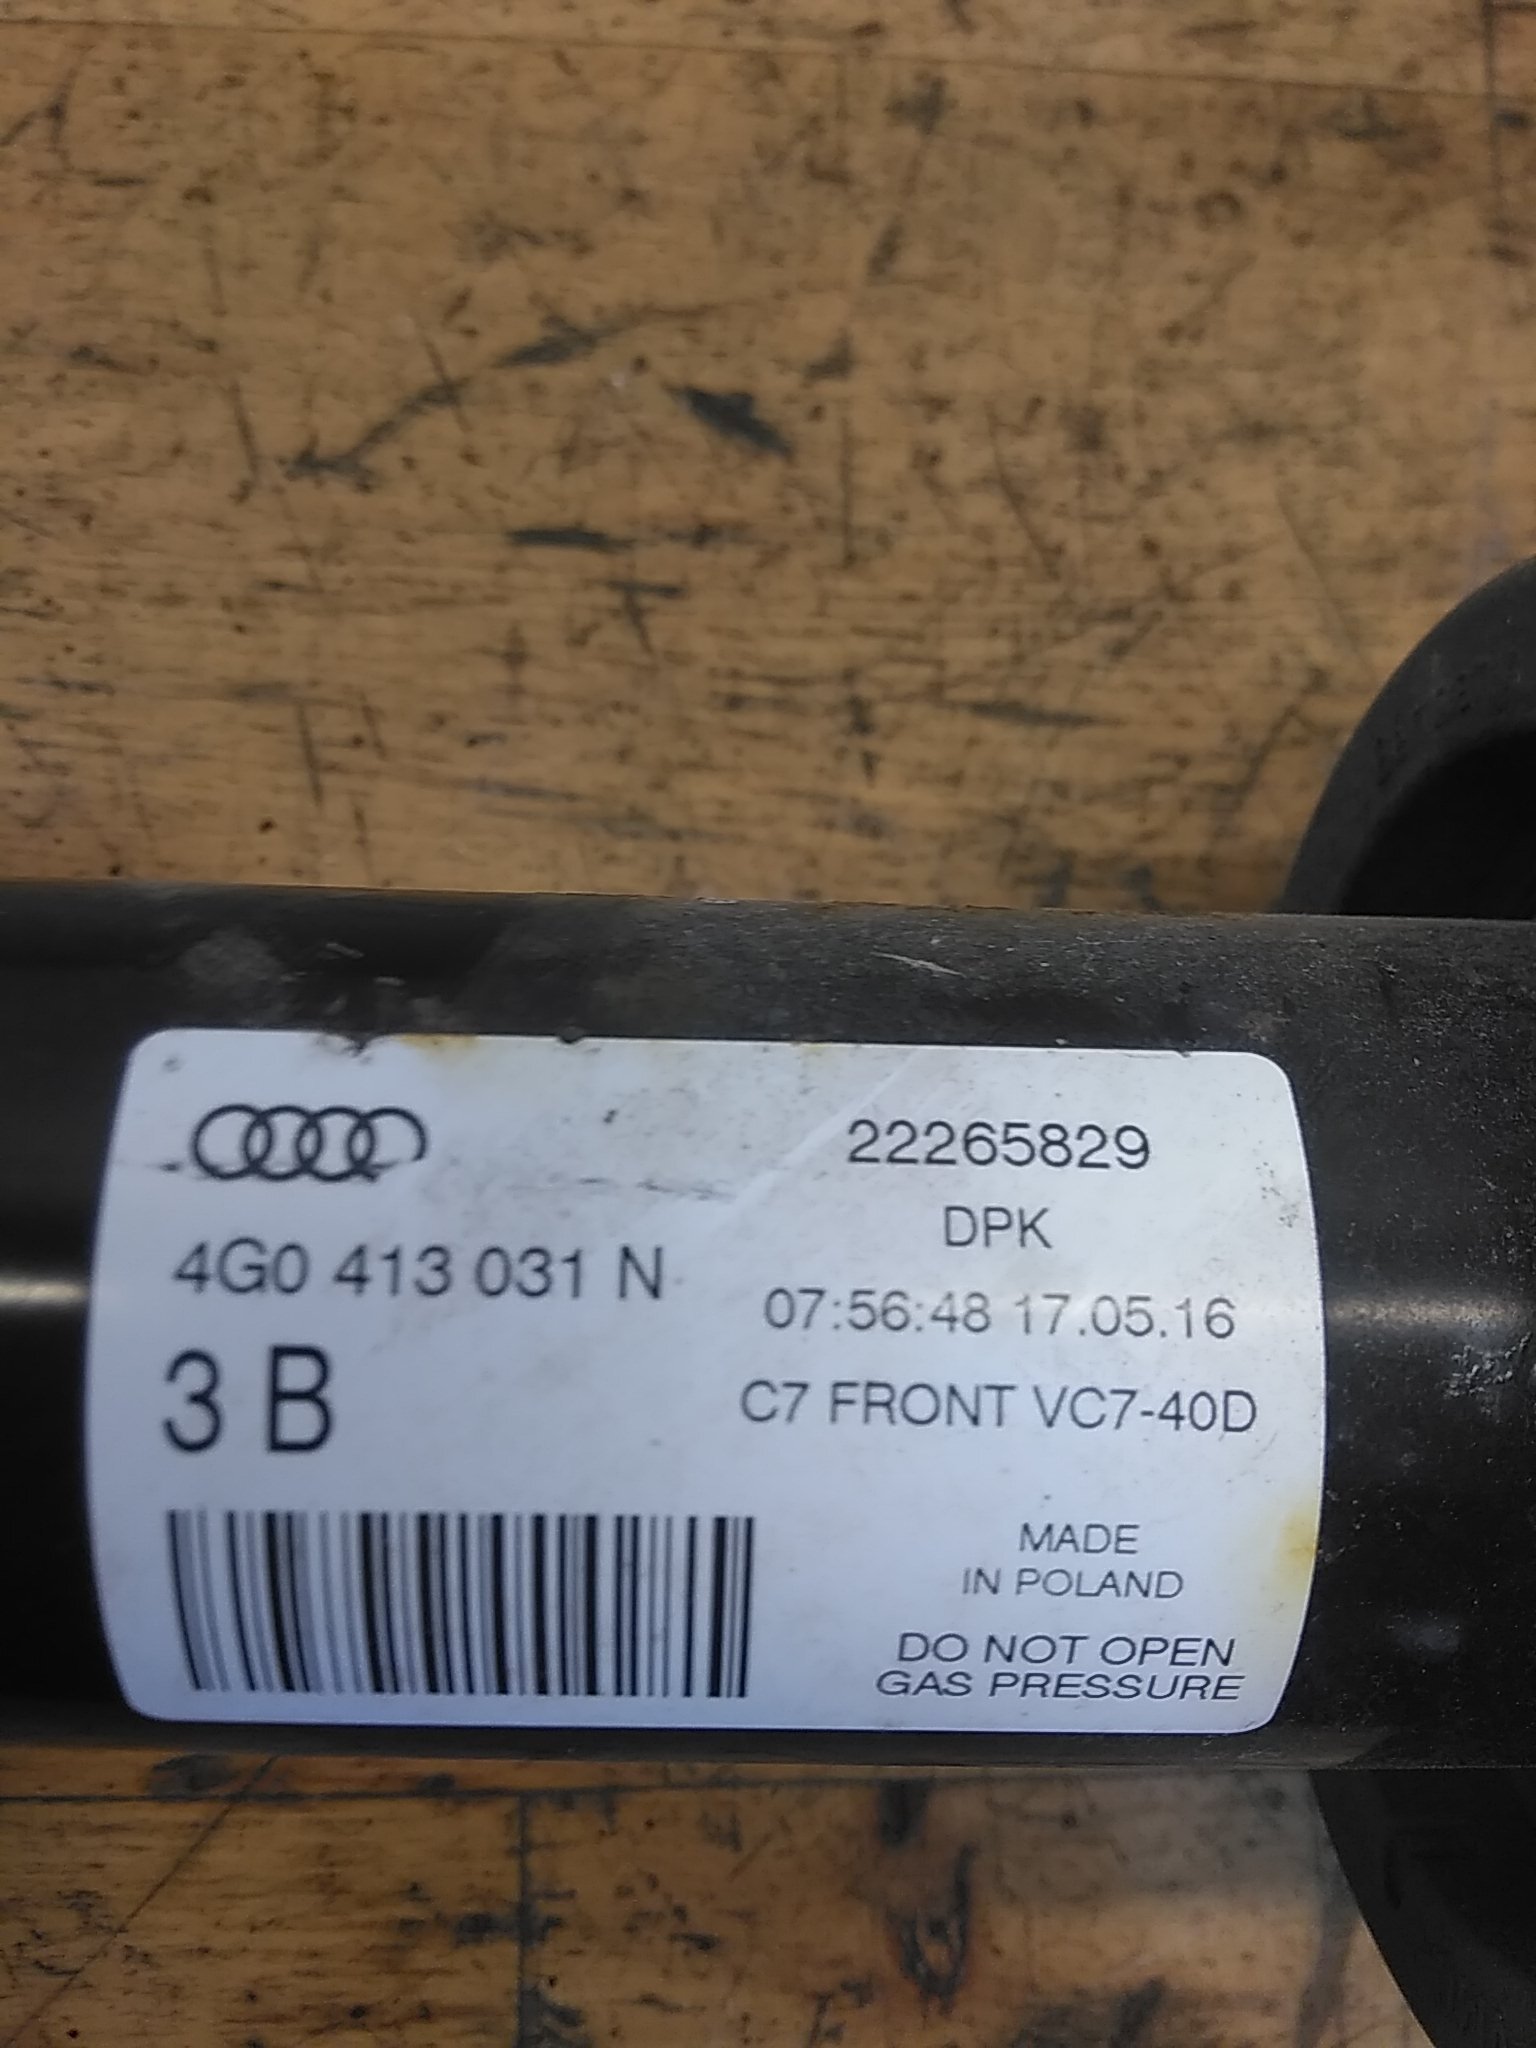 22265829
DPK
4G0 413 031 N
07:56:48 17.05.16
3 B
C7 FRONT VC7-40D
MADE
IN POLAND
DO NOT OPEN
GAS PRESSURE